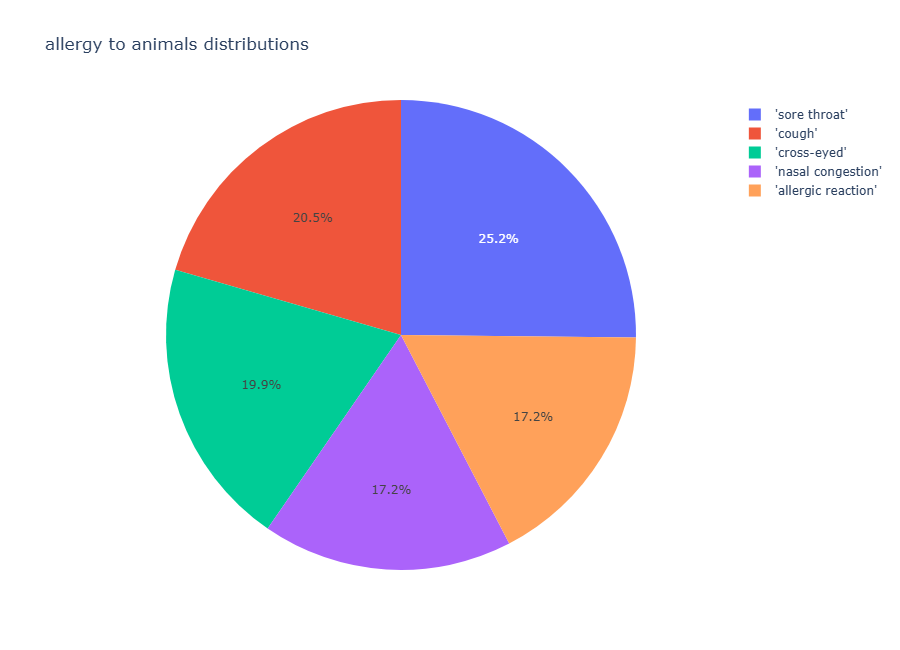 allergy to animals distributions
'sore throat'
'cough'
'cross-eyed'
'nasal congestion'
'allergic reaction'
20.5%
25.2%
19.9%
17.2%
17.2%